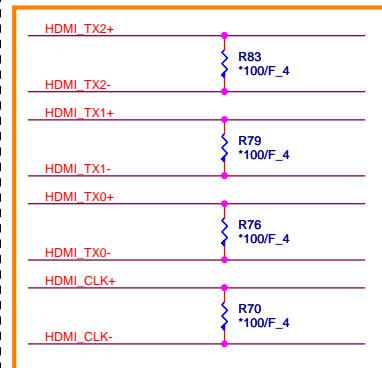 HDMI_TX2+
R83
*100/F_4
HDMI_TX2-
HDMI_TX1+
R79
*100/F_4
HDMI_TX1-
HDMI_TX0+
R76
*100/F_4
HDMI_TX0-
HDMI_CLK+
R70
*100/F_4
HDMI_CLK-